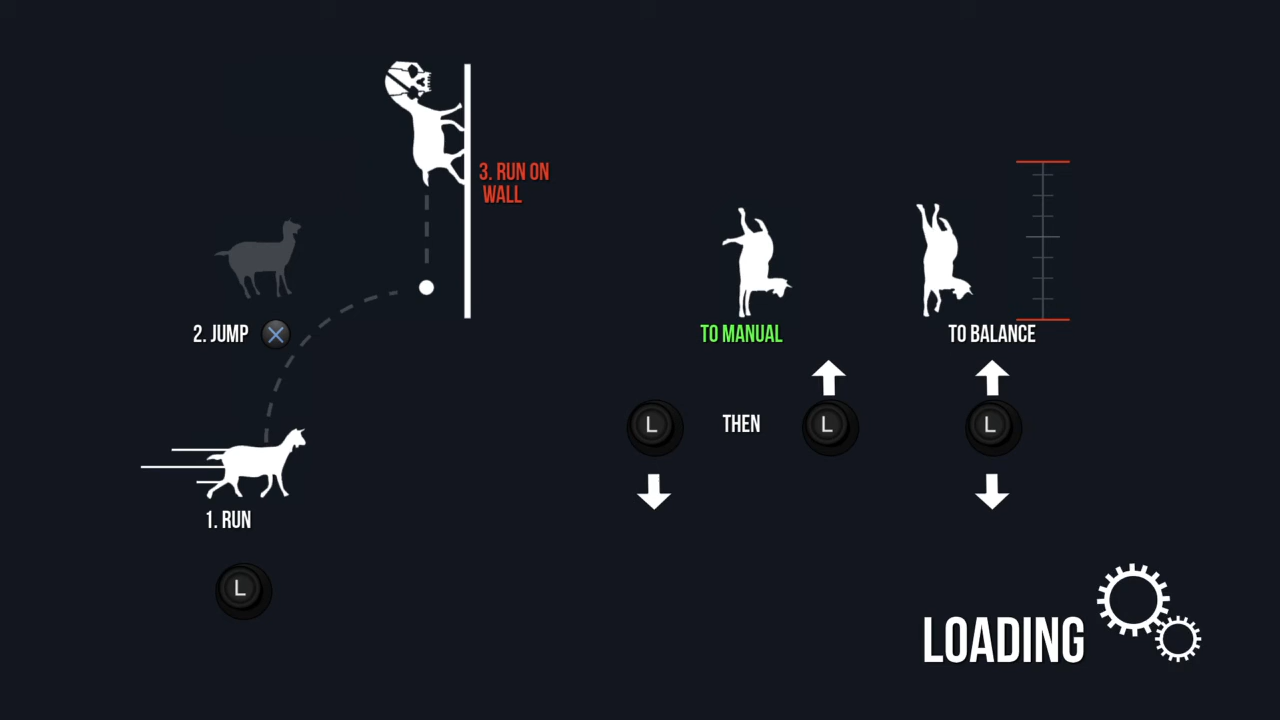 3. RUN ON
WALL
2. JUMP
TO MANUAL
TO BALANCE
L
THEN
L
L
1. RUN
L
LOADING